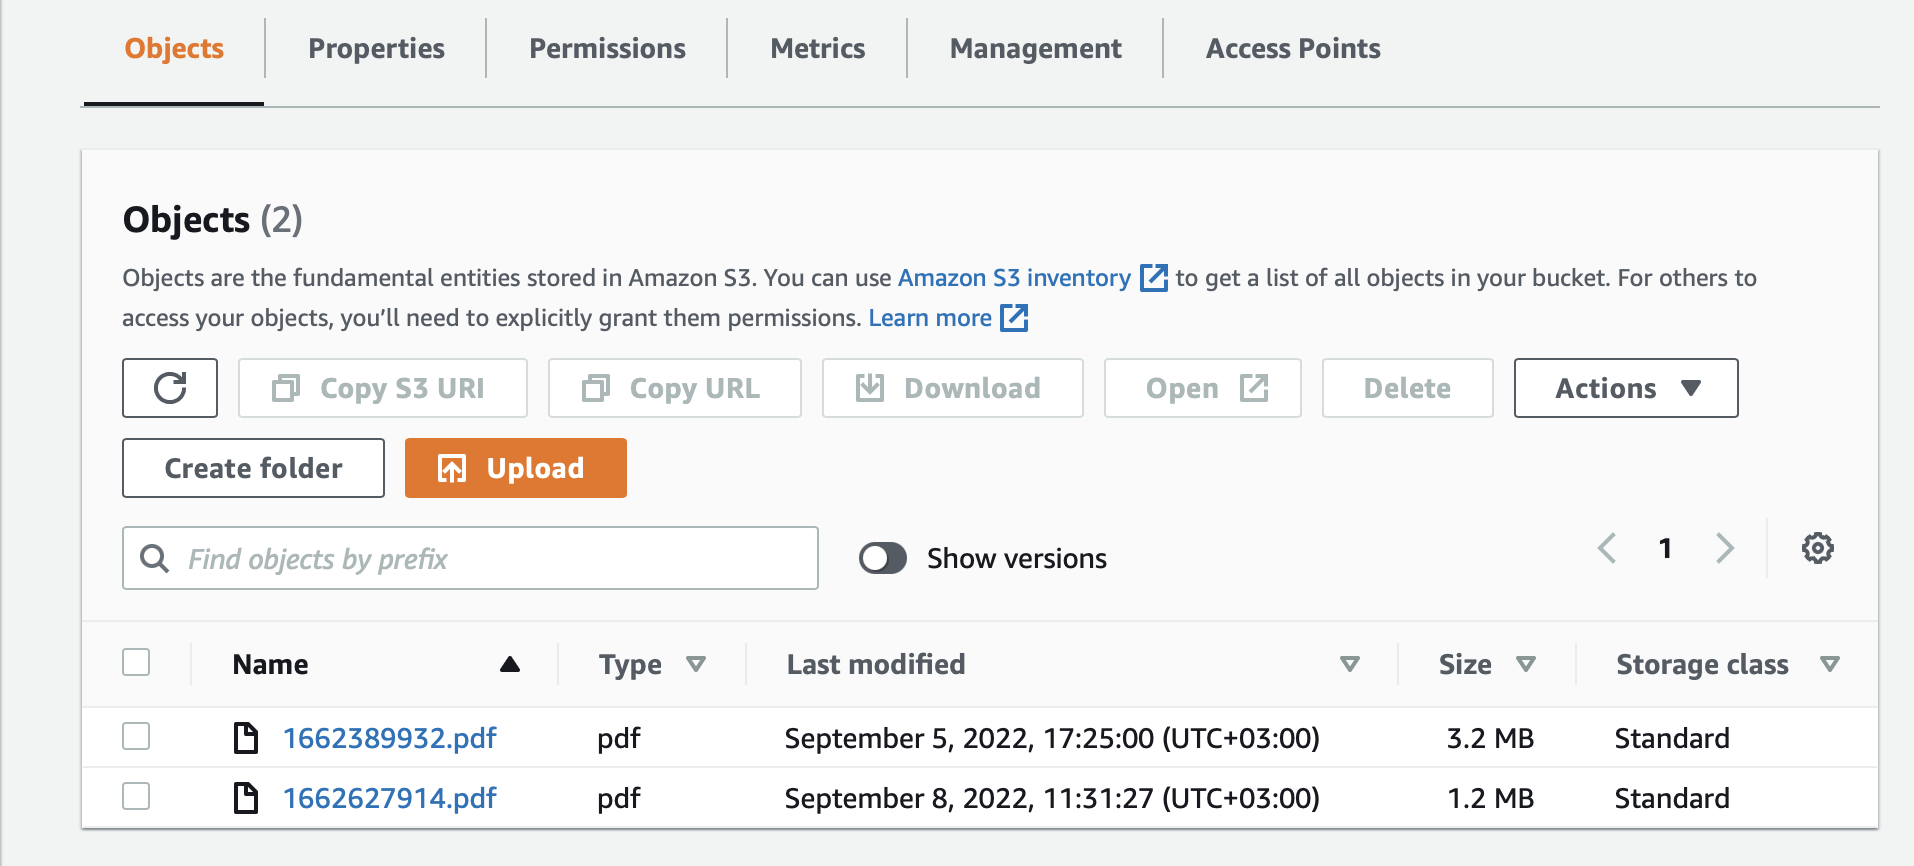 Objects Properties Permissions Metrics Management Access Points
Objects (2)
Objects are the fundamental entities stored in Amazon S3. You can use Amazon S3 inventory to get a list of all objects in your bucket. For others to
access your objects, you’ll need to explicitly grant them permissions. Learn more
Copy S3 URI Copy URL Download Open Delete Actions
Create folder Upload
Find objects by prefix Show versions 1
Name Type Last modified Size Storage class
1662389932.pdf pdf September 5, 2022, 17:25:00 (UTC+03:00) 3.2 MB Standard
1662627914.pdf pdf September 8, 2022, 11:31:27 (UTC+03:00) 1.2 MB Standard